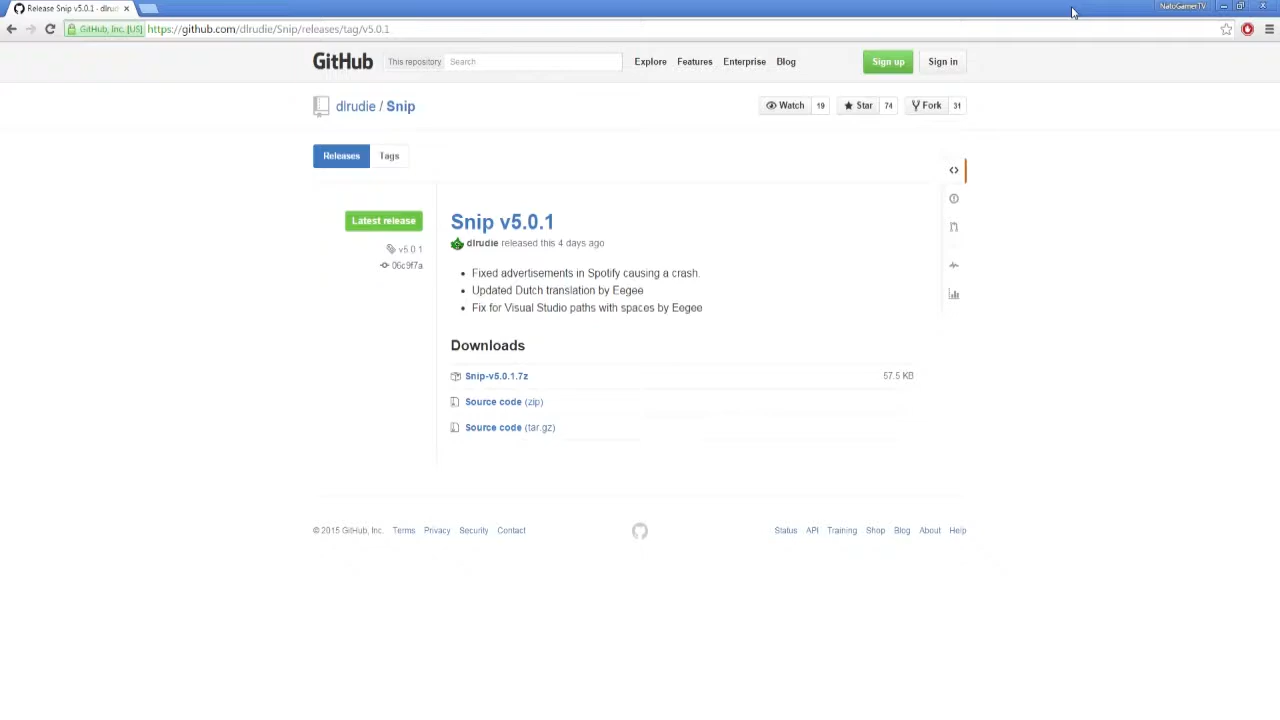 Release Snip v5.0.1 - dlrud
NatoGamerTV
GitHub, Inc. [US] https://github.com/dlrudie/Snip/releases/tag/v5.0.1
GitHub This repository Search Explore Features Enterprise Blog Sign up Sign in
dlrudie / Snip Watch 19 Star 74 Fork 31
Releases Tags
Latest release
v5.0.1
06c9f7a
Snip v5.0.1
dlrudie released this 4 days ago
• Fixed advertisements in Spotify causing a crash.
• Updated Dutch translation by Eegee
• Fix for Visual Studio paths with spaces by Eegee
Downloads
Snip-v5.0.1.7z 57.5 KB
Source code (zip)
Source code (tar.gz)
© 2015 GitHub, Inc. Terms Privacy Security Contact Status API Training Shop Blog About Help